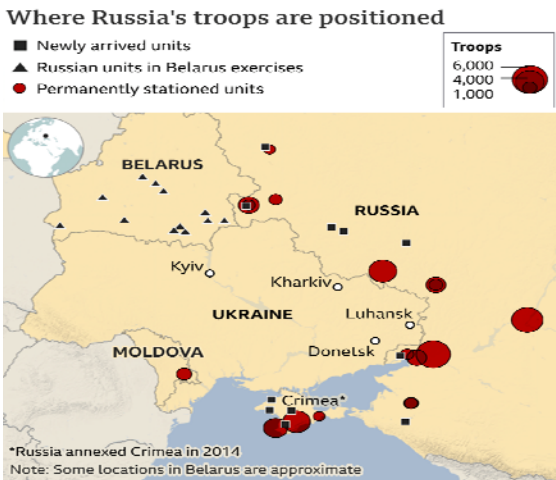 Where Russia's troops are positioned
Newly arrived units
Russian units in Belarus exercises
Permanently stationed units
Troops
6,000
4,000
1,000
BELARUS
RUSSIA
Kyiv
Kharkiv
UKRAINE
Luhansk
MOLDOVA
Donetsk
Crimea*
*Russia annexed Crimea in 2014
Note: Some locations in Belarus are approximate